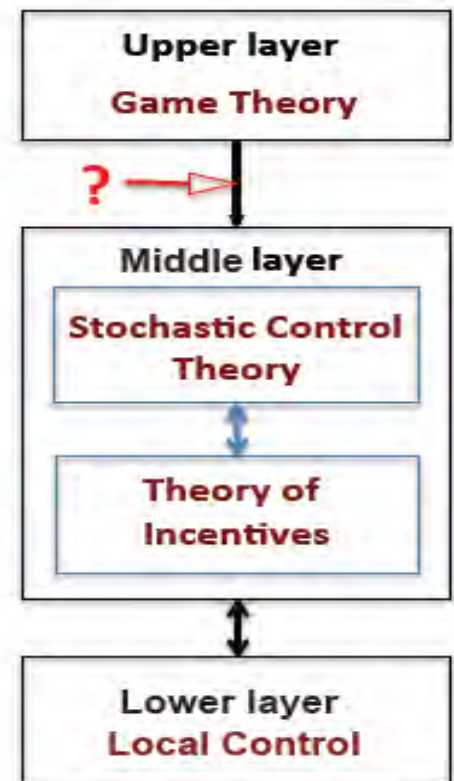 Upper layer
Game Theory
?
Middle layer
Stochastic Control
Theory
Theory of
Incentives
Lower layer
Local Control